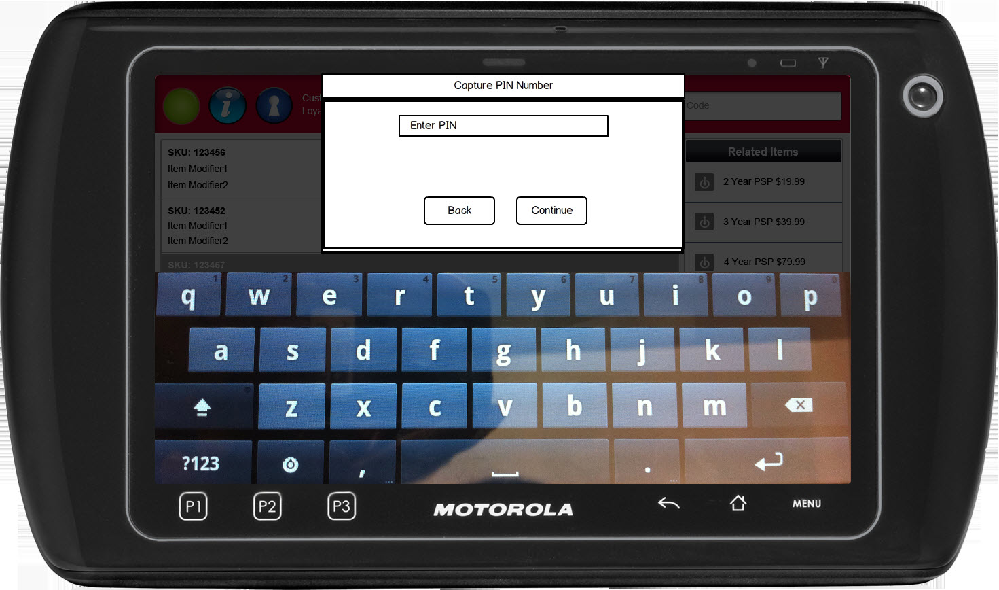 Capture PIN Number
Cust
Loya
Code
Enter PIN
SKU: 123456
Item Modifier1
Item Modifier2
Related Items
2 Year PSP $19.99
Back
Continue
SKU: 123452
Item Modifier1
Item Modifier2
3 Year PSP $39.99
SKU: 123457
4 Year PSP $79.99
1 2 3 4 5 6 7 8 9 0
q w e r t y u i o p
a s d f g h j k l
z x c v b n m
?123 , .
P1 P2 P3 MOTOROLA MENU